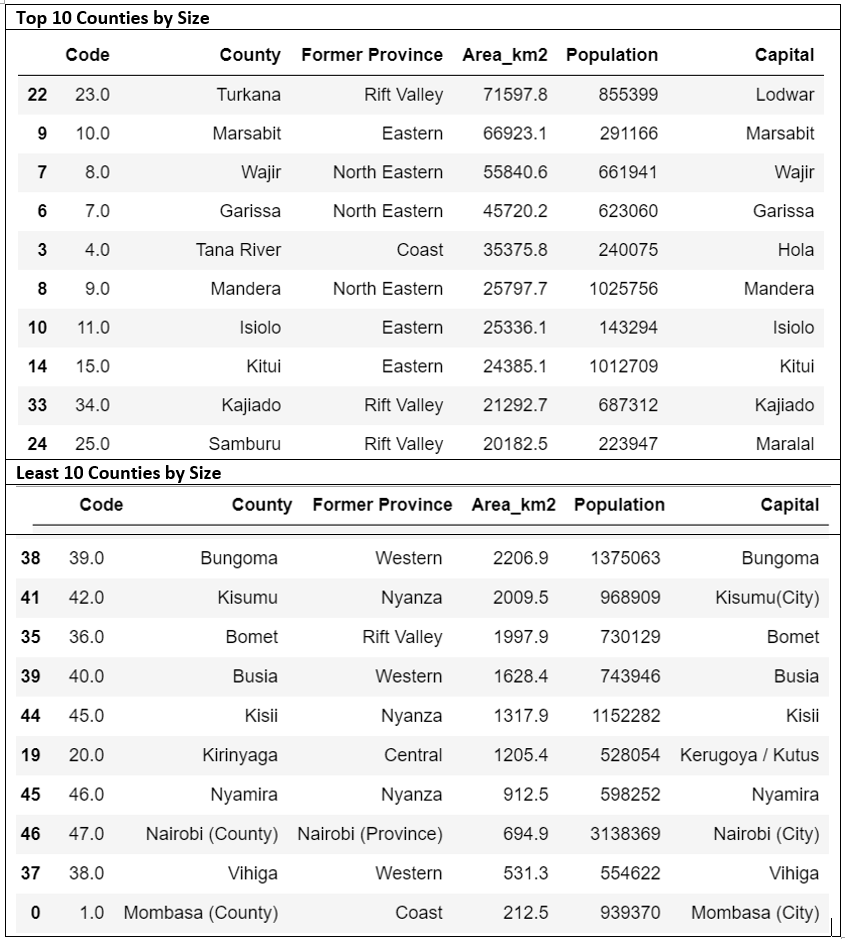 Top 10 Counties by Size
Code County Former Province Area_km2 Population Capital
22 23.0 Turkana Rift Valley 71597.8 855399 Lodwar
9 10.0 Marsabit Eastern 66923.1 291166 Marsabit
7 8.0 Wajir North Eastern 55840.6 661941 Wajir
6 7.0 Garissa North Eastern 45720.2 623060 Garissa
3 4.0 Tana River Coast 35375.8 240075 Hola
8 9.0 Mandera North Eastern 25797.7 1025756 Mandera
10 11.0 Isiolo Eastern 25336.1 143294 Isiolo
14 15.0 Kitui Eastern 24385.1 1012709 Kitui
33 34.0 Kajiado Rift Valley 21292.7 687312 Kajiado
24 25.0 Samburu Rift Valley 20182.5 223947 Maralal
Least 10 Counties by Size
Code County Former Province Area_km2 Population Capital
38 39.0 Bungoma Western 2206.9 1375063 Bungoma
41 42.0 Kisumu Nyanza 2009.5 968909 Kisumu(City)
35 36.0 Bomet Rift Valley 1997.9 730129 Bomet
39 40.0 Busia Western 1628.4 743946 Busia
44 45.0 Kisii Nyanza 1317.9 1152282 Kisii
19 20.0 Kirinyaga Central 1205.4 528054 Kerugoya / Kutus
45 46.0 Nyamira Nyanza 912.5 598252 Nyamira
46 47.0 Nairobi (County) Nairobi (Province) 694.9 3138369 Nairobi (City)
37 38.0 Vihiga Western 531.3 554622 Vihiga
0 1.0 Mombasa (County) Coast 212.5 939370 Mombasa (City)